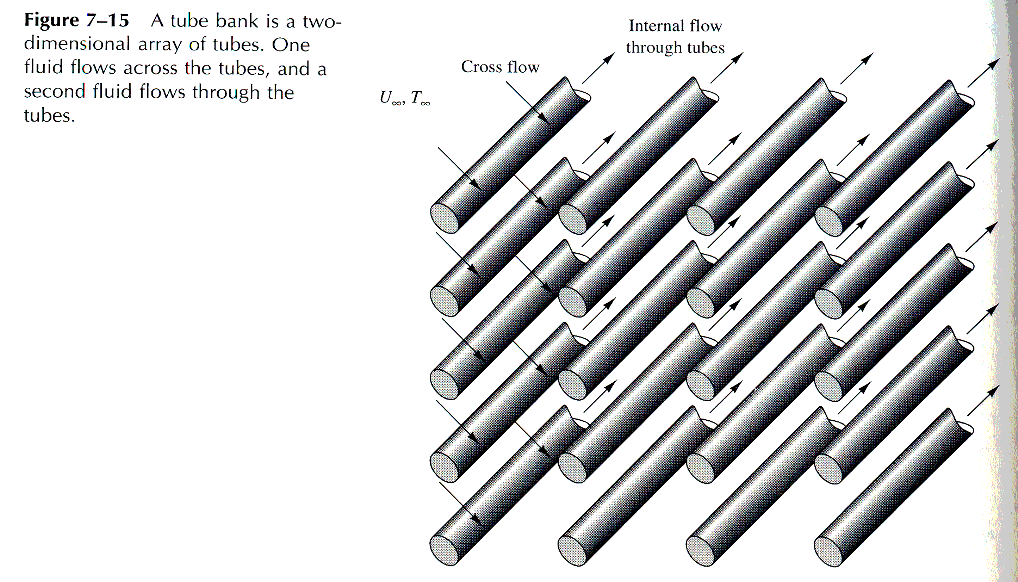 Figure 7–15 A tube bank is a two-
dimensional array of tubes. One
fluid flows across the tubes, and a
second fluid flows through the
tubes.
Internal flow
through tubes
Cross flow
U∞, T∞